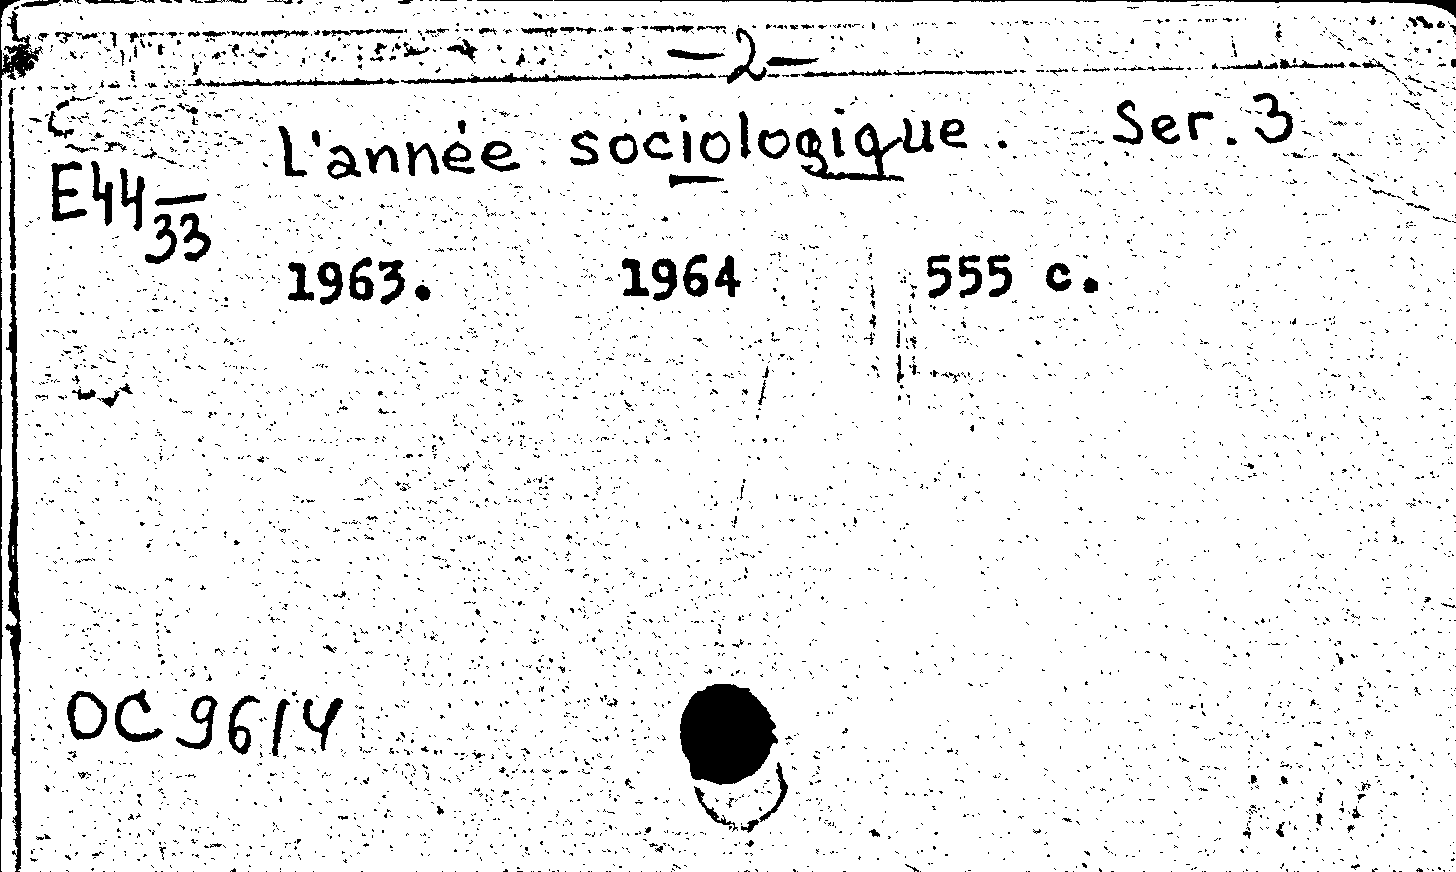 —2—
L'année sociologique. Ser. 3
E44
33
1963. 1964 555 c.
OC 9614